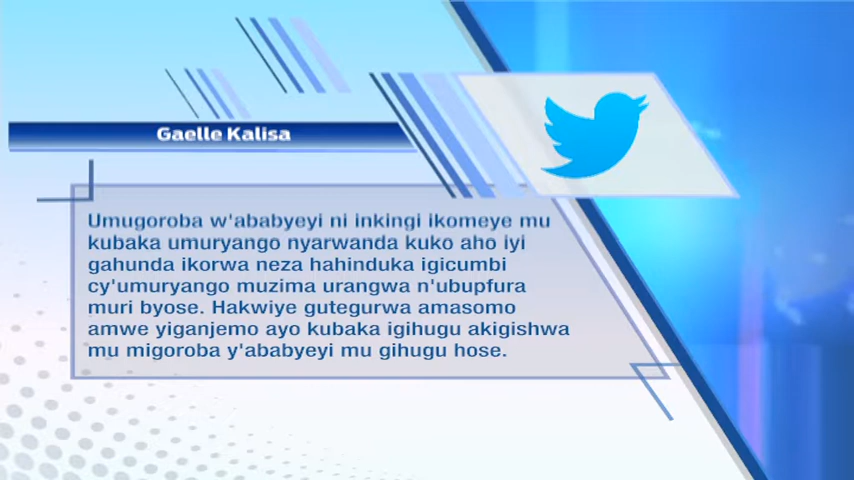 Gaelle Kalisa
Umugoroba w'ababyeyi ni inkingi ikomeye mu
kubaka umuryango nyarwanda kuko aho iyi
gahunda ikorwa neza hahinduka igicumbi
cy'umuryango muzima urangwa n'ubupfura
muri byose. Hakwiye gutegurwa amasomo
amwe yiganjemo ayo kubaka igihugu akigishwa
mu migoroba y'ababyeyi mu gihugu hose.